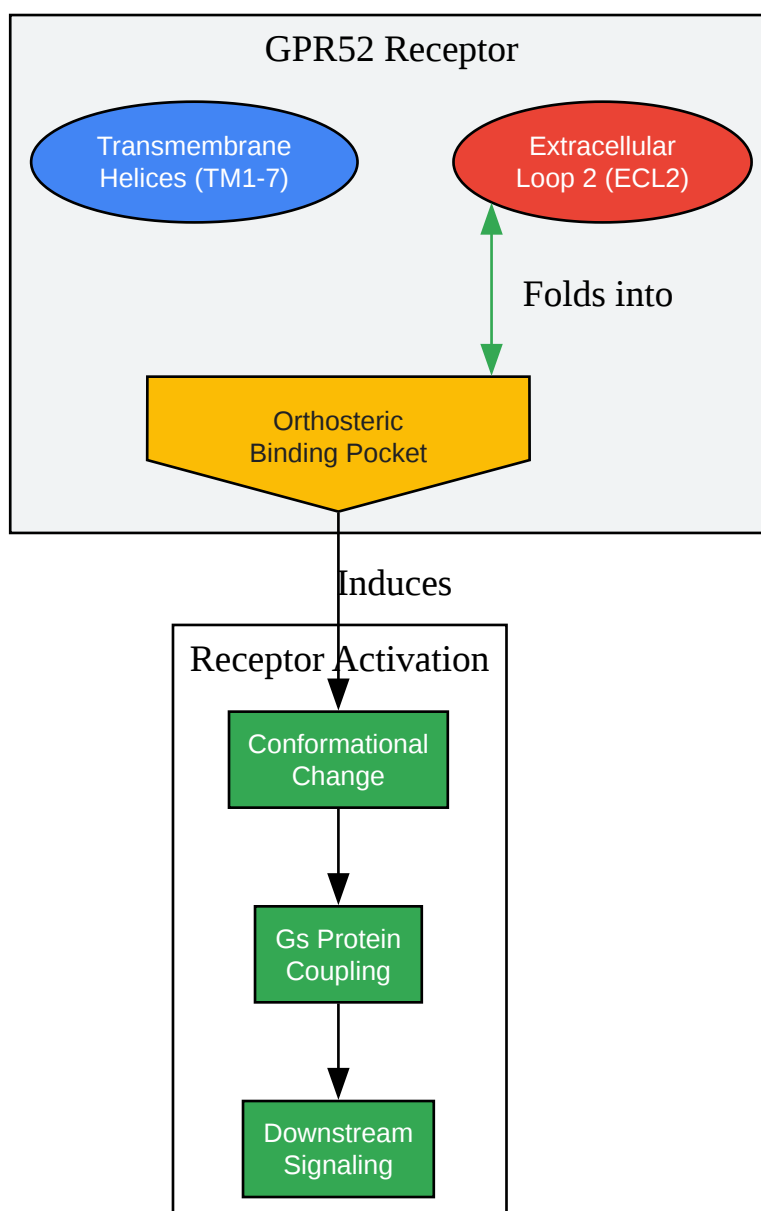 GPR52 Receptor
Transmembrane
Helices (TM1-7)
Extracellular
Loop 2 (ECL2)
Folds into
Orthosteric
Binding Pocket
Induces
Receptor Activation
Conformational
Change
Gs Protein
Coupling
Downstream
Signaling